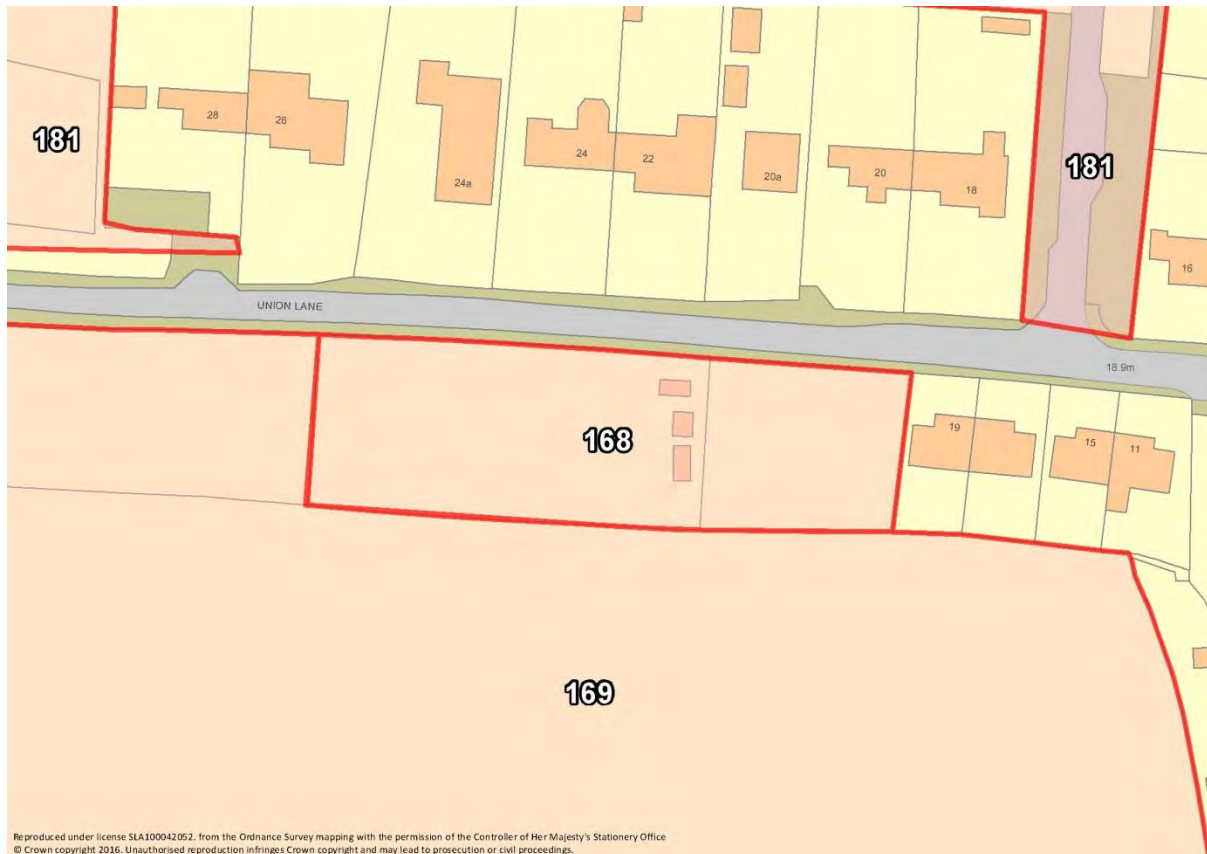 181
28
26
24a
24
22
20a
20
18
181
16
UNION LANE
18.9m
168
19
15
11
169
Reproduced under license SLA100042052. from the Ordnance Survey mapping with the permission of the Controller of Her Majesty's Stationery Office
© Crown copyright 2016. Unauthorised reproduction infringes Crown copyright and may lead to prosecution or civil proceedings.